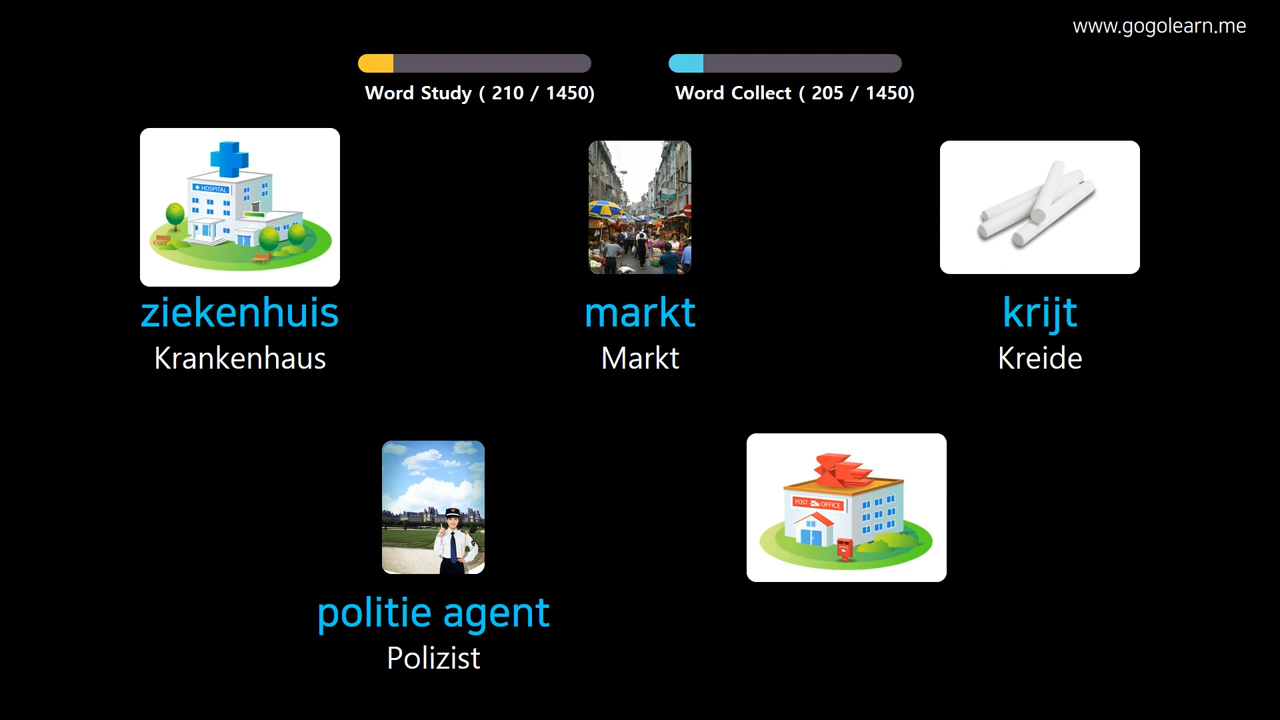 www.gogolearn.me
Word Study ( 210 / 1450)
Word Collect ( 205 / 1450)
HOSPITAL
ziekenhuis
Krankenhaus
markt
Markt
krijt
Kreide
politie agent
Polizist
POST OFFICE